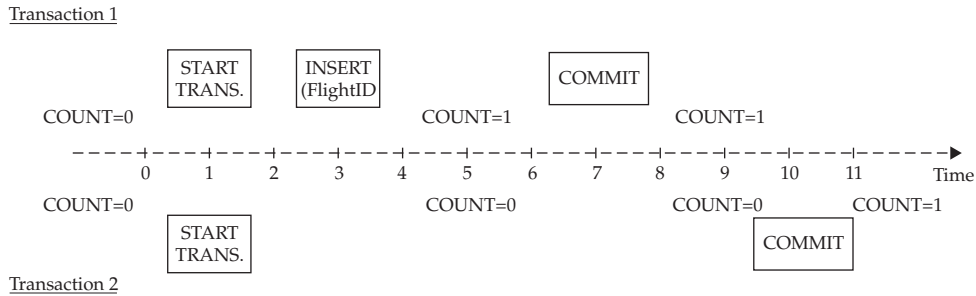 Transaction 1
START
TRANS.
INSERT
(FlightID
COMMIT
COUNT=0
COUNT=1
COUNT=1
0 1 2 3 4 5 6 7 8 9 10 11 Time
COUNT=0
COUNT=0
COUNT=0
COUNT=1
START
TRANS.
COMMIT
Transaction 2